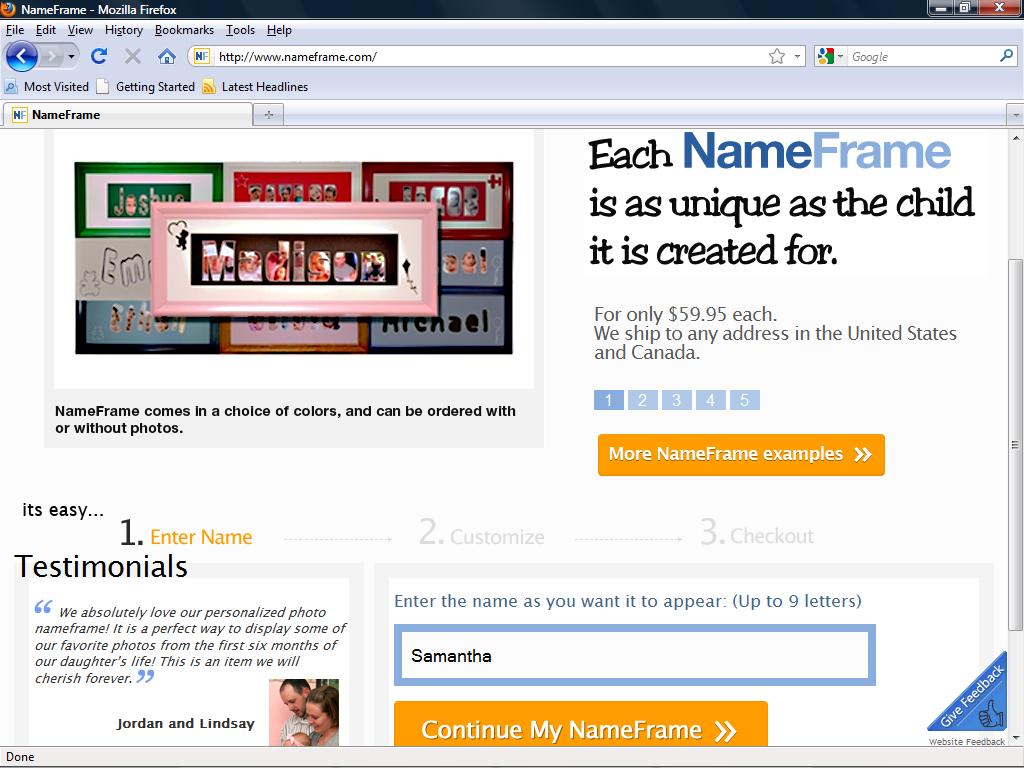 NameFrame - Mozilla Firefox
File Edit View History Bookmarks Tools Help
NF http://www.nameframe.com/ Google
Most Visited Getting Started Latest Headlines
NF NameFrame
Each NameFrame
is as unique as the child
it is created for.
Madison
Michael
For only $59.95 each.
We ship to any address in the United States
and Canada.
1 2 3 4 5
NameFrame comes in a choice of colors, and can be ordered with
or without photos.
More NameFrame examples »
its easy...
1. Enter Name 2. Customize 3. Checkout
Testimonials
“ We absolutely love our personalized photo
nameframe! It is a perfect way to display some of
our favorite photos from the first six months of
our daughter's life! This is an item we will
cherish forever. ”
Jordan and Lindsay
Enter the name as you want it to appear: (Up to 9 letters)
Samantha
Continue My NameFrame »
Give Feedback
Website Feedback
Done